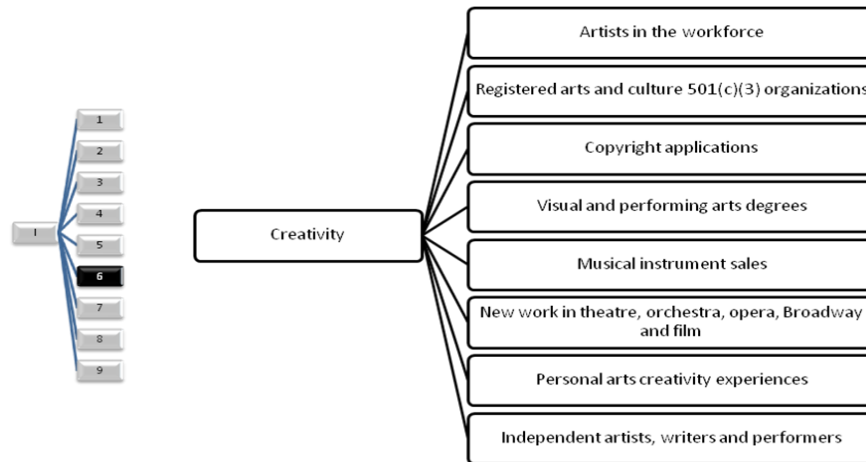 Artists in the workforce
Registered arts and culture 501(c)(3) organizations
1
2
Copyright applications
3
4
Visual and performing arts degrees
I
Creativity
5
6
Musical instrument sales
7
New work in theatre, orchestra, opera, Broadway
and film
8
9
Personal arts creativity experiences
Independent artists, writers and performers